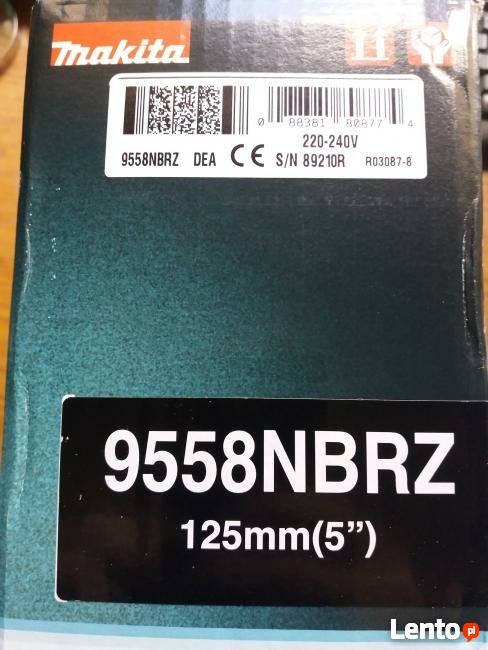 makita
0 88381 80877 4
220-240V
9558NBRZ DEA CE S/N 89210R R03087-8
9558NBRZ
125mm(5")
Lento.pl